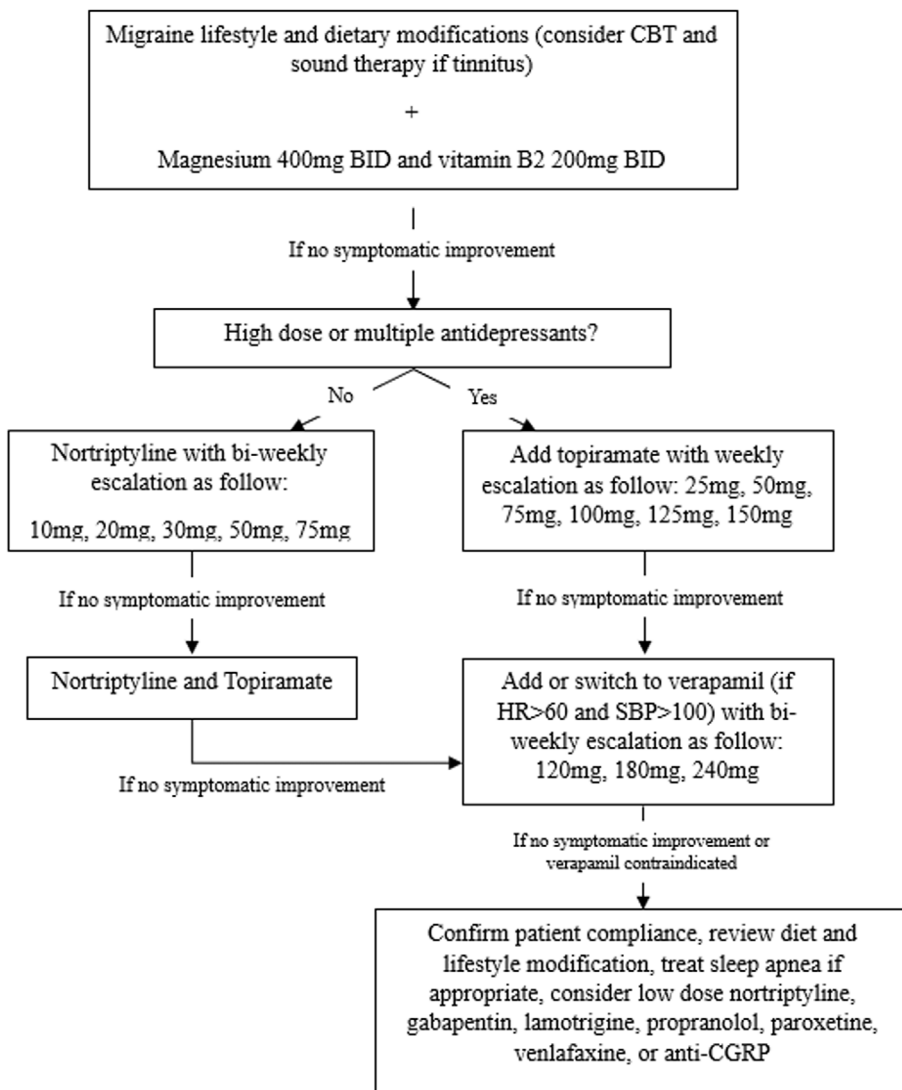 Migraine lifestyle and dietary modifications (consider CBT and
sound therapy if tinnitus)
+
Magnesium 400mg BID and vitamin B2 200mg BID
If no symptomatic improvement
High dose or multiple antidepressants?
No
Yes
Nortriptyline with bi-weekly
escalation as follow:
10mg, 20mg, 30mg, 50mg, 75mg
Add topiramate with weekly
escalation as follow: 25mg, 50mg,
75mg, 100mg, 125mg, 150mg
If no symptomatic improvement
If no symptomatic improvement
Nortriptyline and Topiramate
Add or switch to verapamil (if
HR>60 and SBP>100) with bi-
weekly escalation as follow:
120mg, 180mg, 240mg
If no symptomatic improvement
If no symptomatic improvement or
verapamil contraindicated
Confirm patient compliance, review diet and
lifestyle modification, treat sleep apnea if
appropriate, consider low dose nortriptyline,
gabapentin, lamotrigine, propranolol, paroxetine,
venlafaxine, or anti-CGRP